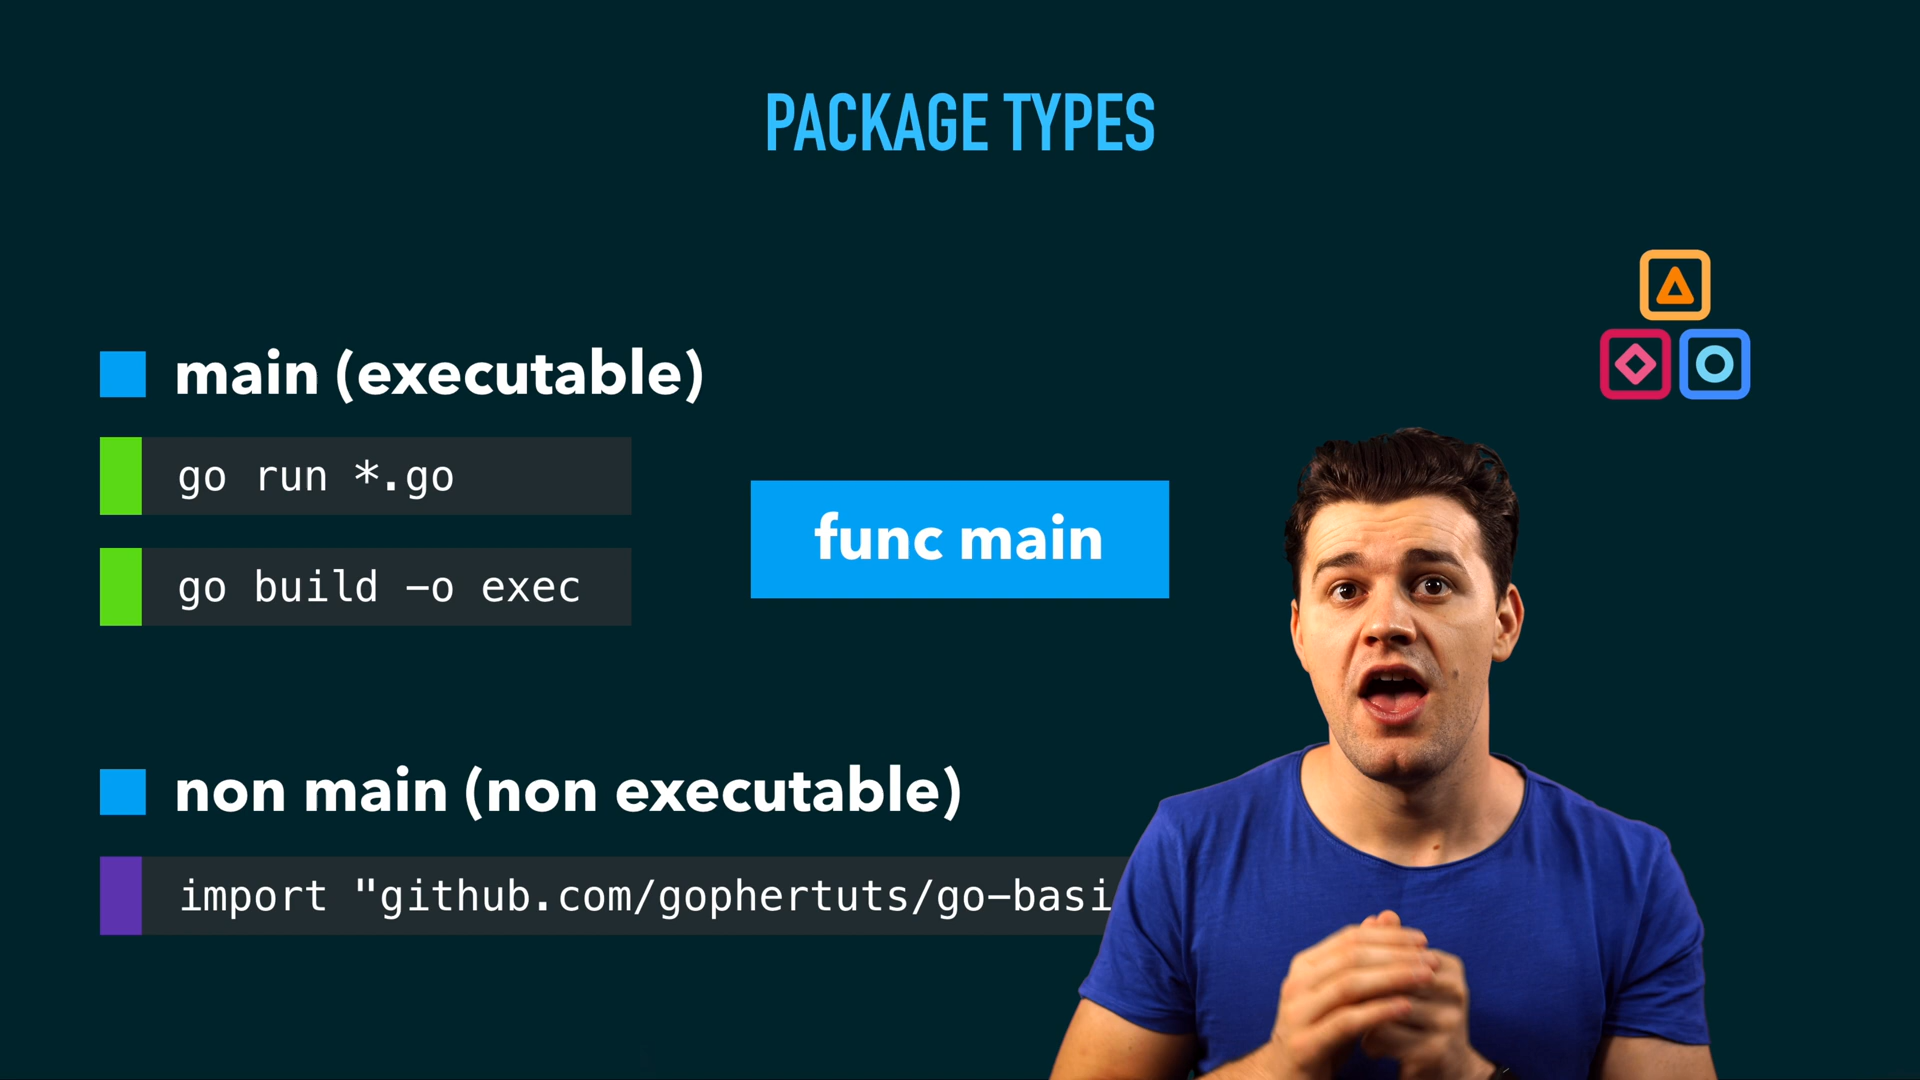 PACKAGE TYPES
main (executable)
go run *.go
go build -o exec
func main
non main (non executable)
import "github.com/gophertuts/go-basi